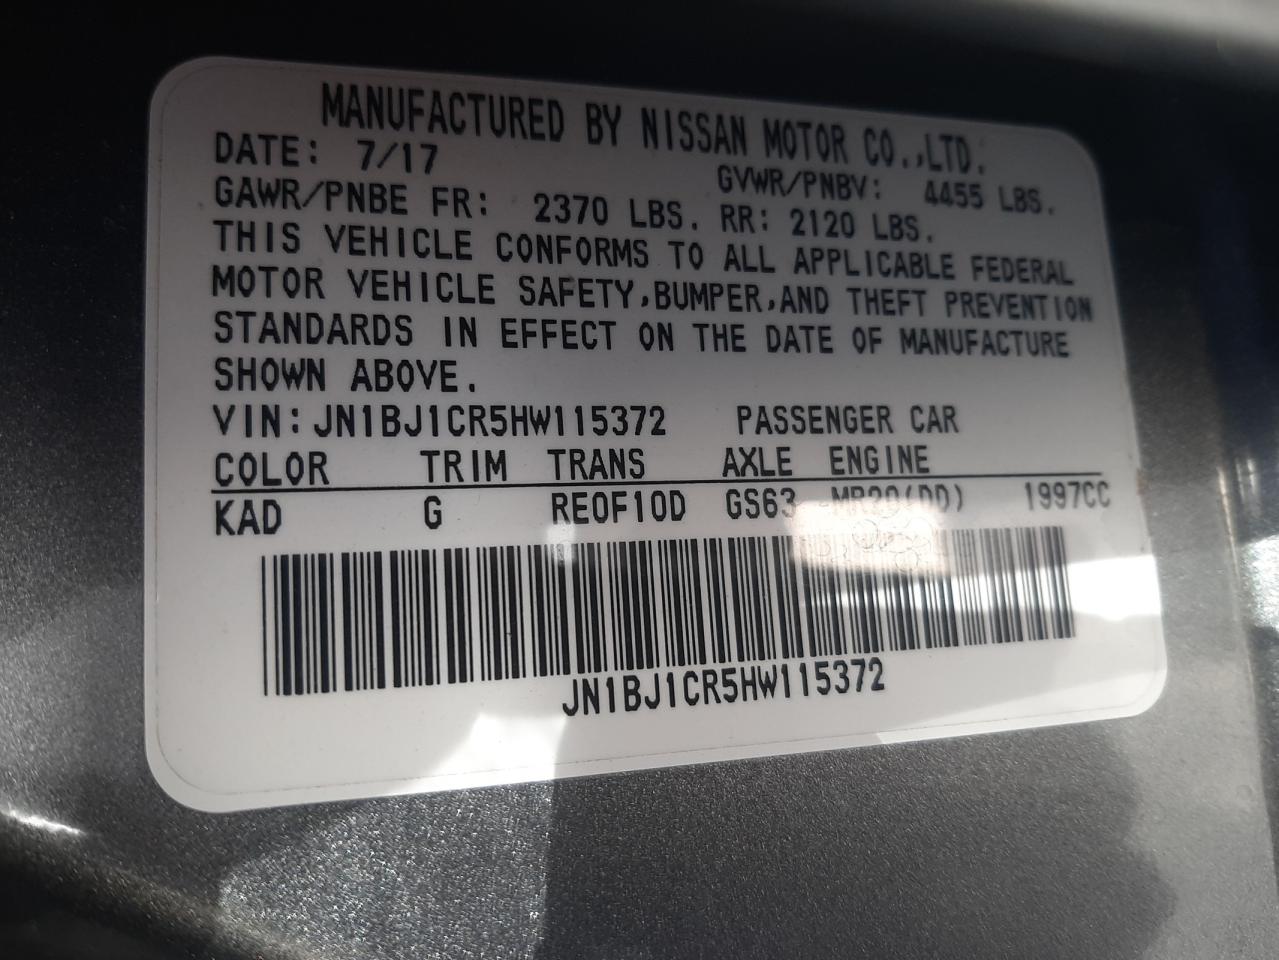 MANUFACTURED BY NISSAN MOTOR CO.,LTD.
DATE: 7/17 GVWR/PNBV: 4455 LBS.
GAWR/PNBE FR: 2370 LBS. RR: 2120 LBS.
THIS VEHICLE CONFORMS TO ALL APPLICABLE FEDERAL
MOTOR VEHICLE SAFETY,BUMPER,AND THEFT PREVENTION
STANDARDS IN EFFECT ON THE DATE OF MANUFACTURE
SHOWN ABOVE.
VIN:JN1BJ1CR5HW115372 PASSENGER CAR
COLOR TRIM TRANS AXLE ENGINE
KAD G RE0F10D GS63 MR20(DD) 1997CC
JN1BJ1CR5HW115372